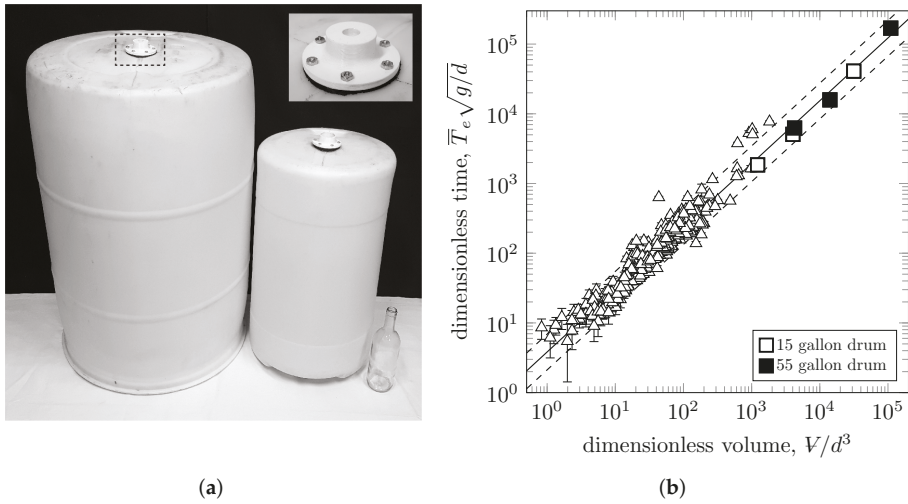 10^5
10^4
10^3
10^2
10^1
10^0
dimensionless time, T̅_e √g/d
15 gallon drum
55 gallon drum
10^0 10^1 10^2 10^3 10^4 10^5
dimensionless volume, V̶/d^3
(a) (b)